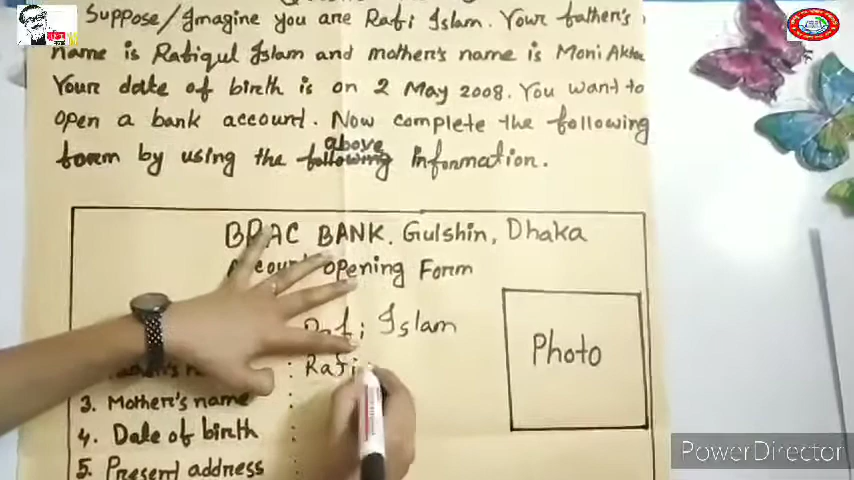 Suppose/Imagine you are Rafi Islam. Your father's
name is Rafiqul Islam and mother's name is Moni Akter
Your date of birth is on 2 May 2008. You want to
open a bank account. Now complete the following
above
form by using the following information.
BRAC BANK. Gulshin, Dhaka
Account opening Form
Rafi Islam
Photo
: Rafi
3. Mother's name :
4. Date of birth :
5. Present address :
PowerDirector